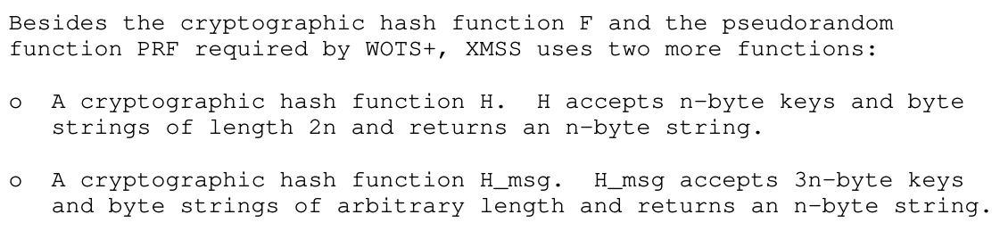 Besides the cryptographic hash function F and the pseudorandom
function PRF required by WOTS+, XMSS uses two more functions:
o  A cryptographic hash function H.  H accepts n-byte keys and byte
strings of length 2n and returns an n-byte string.
o  A cryptographic hash function H_msg.  H_msg accepts 3n-byte keys
and byte strings of arbitrary length and returns an n-byte string.